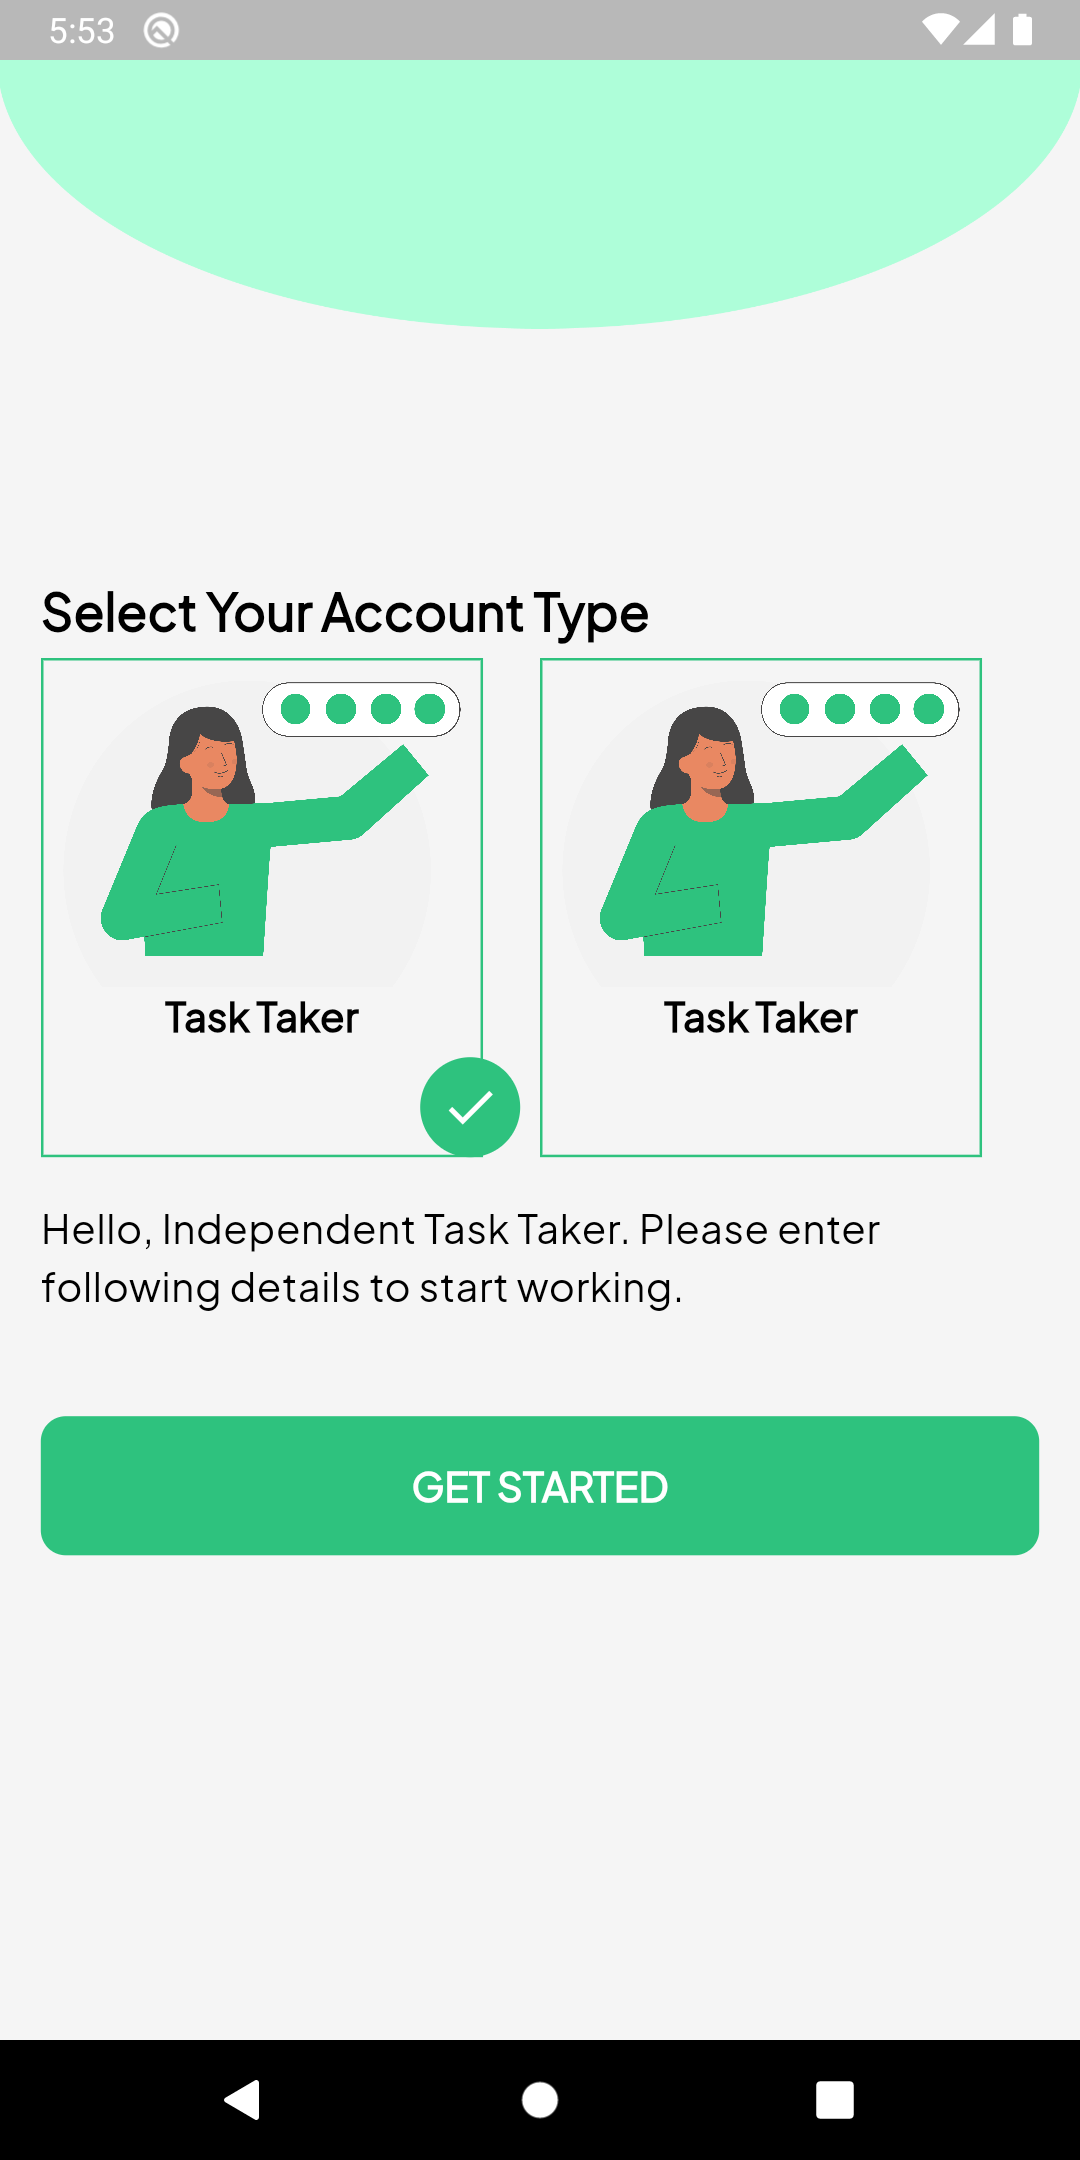 5:53
Select Your Account Type
Task Taker
Task Taker
Hello, Independent Task Taker. Please enter
following details to start working.
GET STARTED